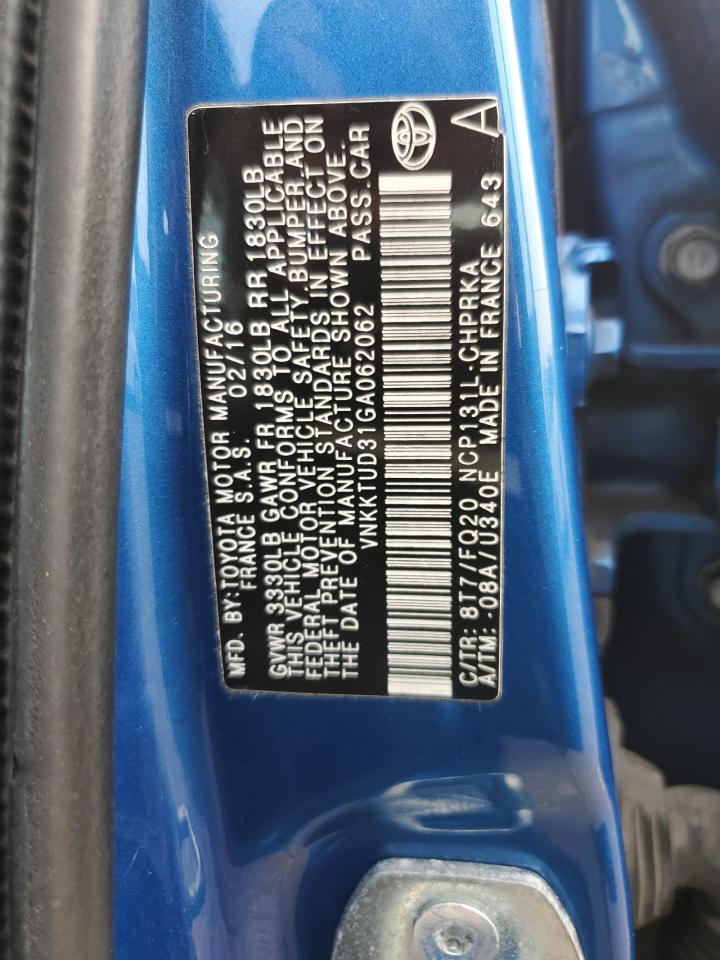 MFD. BY: TOYOTA MOTOR MANUFACTURING
FRANCE S.A.S. 02/16
GVWR 3330LB GAWR FR 1830LB RR 1830LB
THIS VEHICLE CONFORMS TO ALL APPLICABLE
FEDERAL MOTOR VEHICLE SAFETY, BUMPER,AND
THEFT PREVENTION STANDARDS IN EFFECT ON
THE DATE OF MANUFACTURE SHOWN ABOVE.
VNKKTUD31GA062062 PASS.CAR
C/TR: 8T7/FQ20 NCP131L-CHPRKA
A/TM: -08A/U340E MADE IN FRANCE 643
A